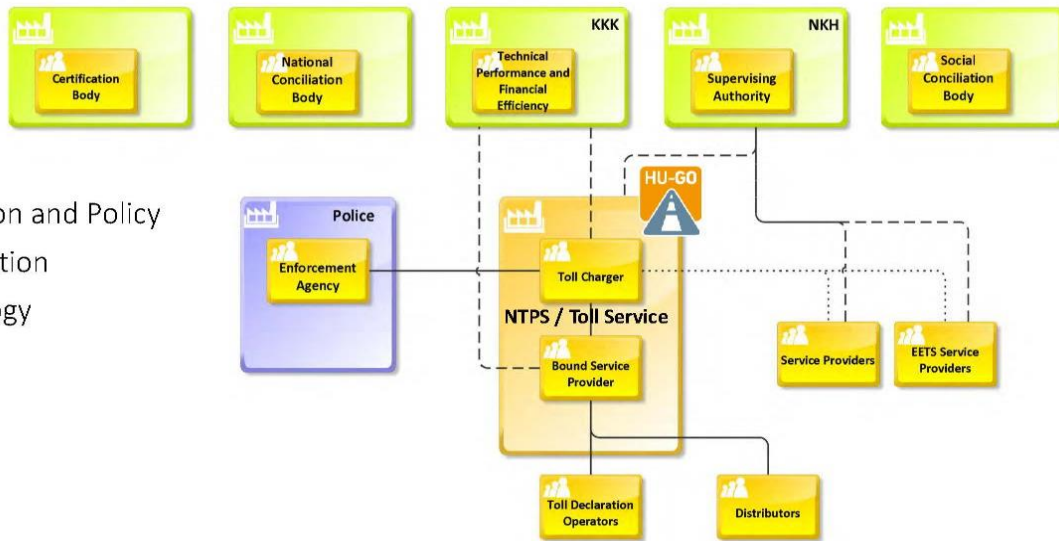 KKK
NKH
Certification
Body
National
Conciliation
Body
Technical
Performance and
Financial
Efficiency
Supervising
Authority
Social
Conciliation
Body
HU-GO
on and Policy
tion
gy
Police
Enforcement
Agency
Toll Charger
NTPS / Toll Service
Bound Service
Provider
Service Providers
EETS Service
Providers
Toll Declaration
Operators
Distributors